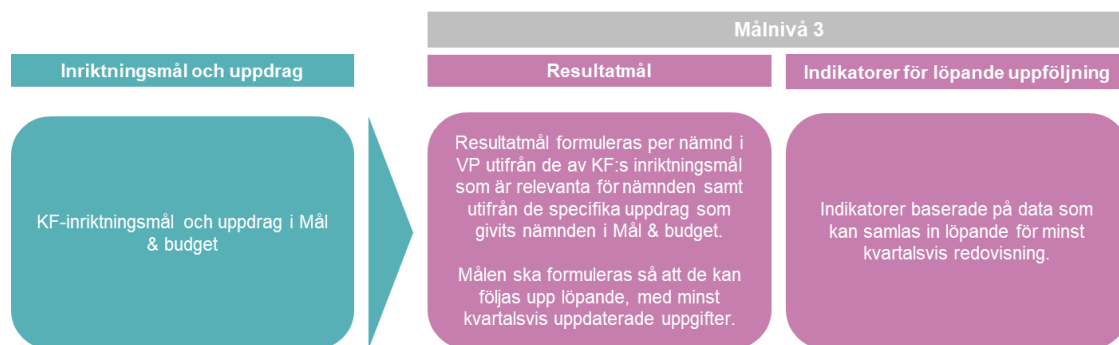 Målnivå 3
Inriktningsmål och uppdrag
Resultatmål
Indikatorer för löpande uppföljning
KF-inriktningsmål och uppdrag i Mål
& budget
Resultatmål formuleras per nämnd i
VP utifrån de av KF:s inriktningsmål
som är relevanta för nämnden samt
utifrån de specifika uppdrag som
givits nämnden i Mål & budget.
Målen ska formuleras så att de kan
följas upp löpande, med minst
kvartalsvis uppdaterade uppgifter.
Indikatorer baserade på data som
kan samlas in löpande för minst
kvartalsvis redovisning.